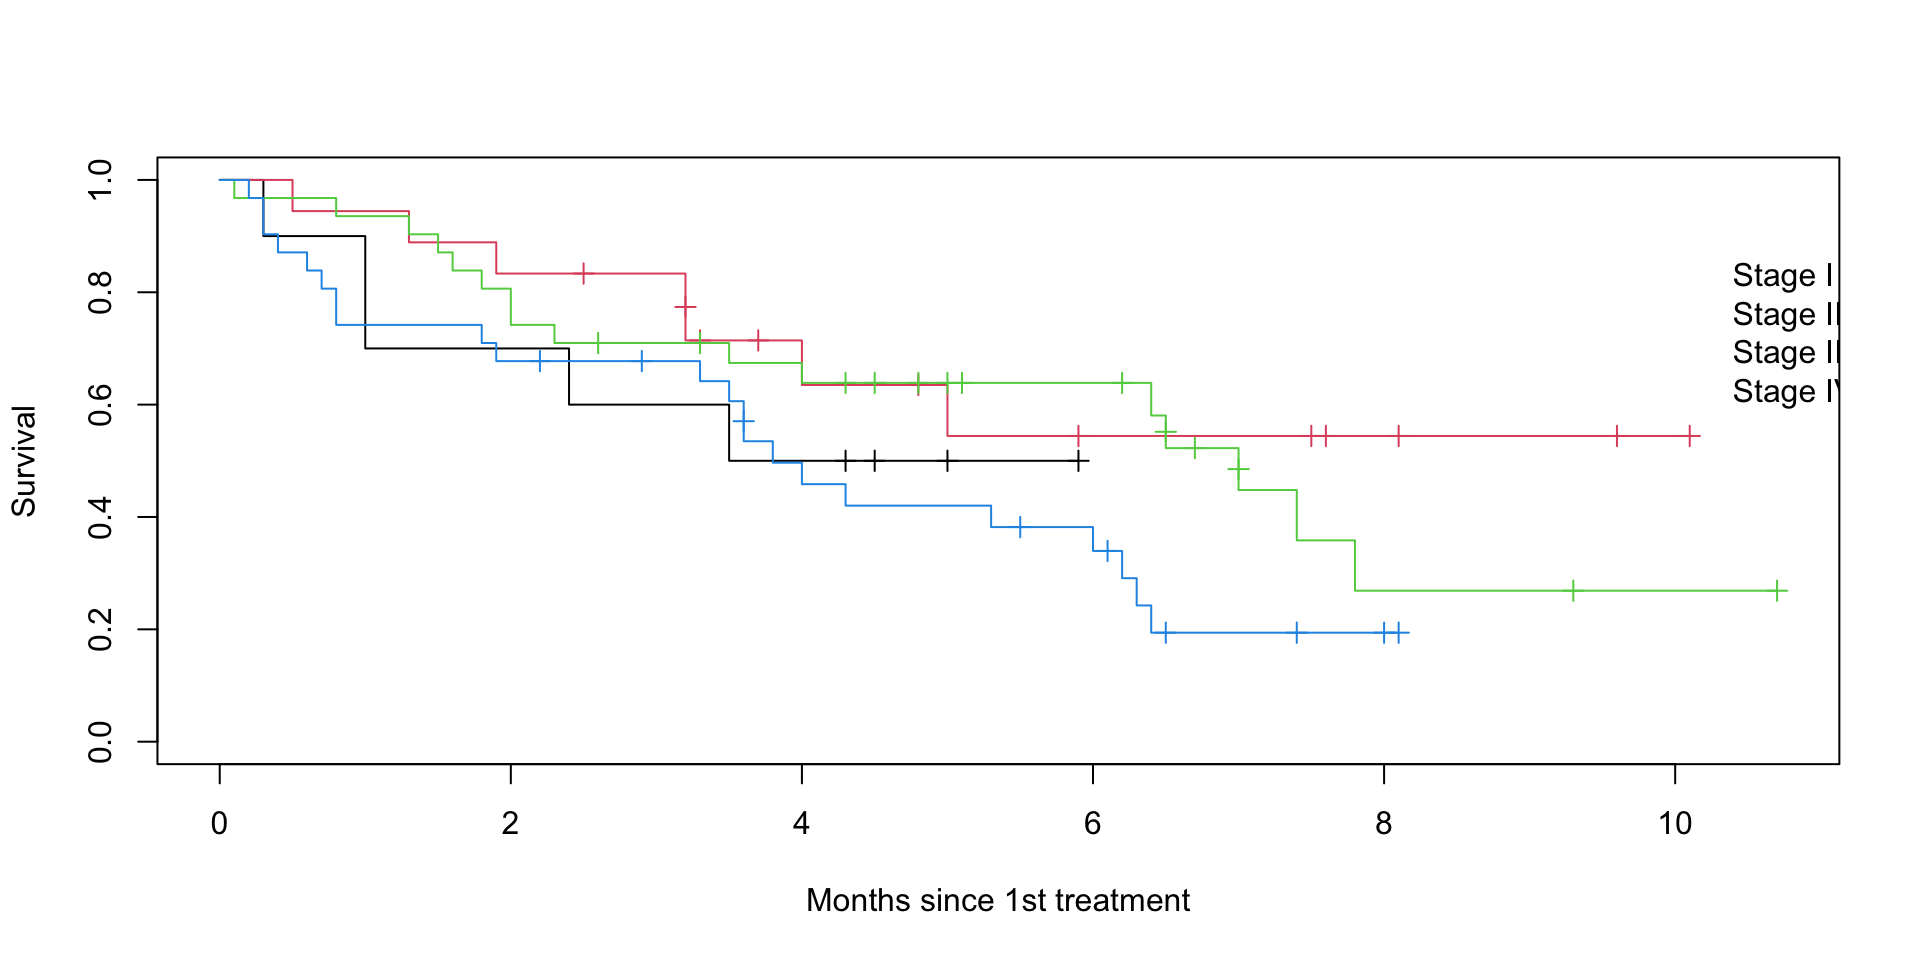 Survival
1.0
0.8
0.6
0.4
0.2
0.0
Stage I
Stage II
Stage II
Stage IV
0 2 4 6 8 10
Months since 1st treatment